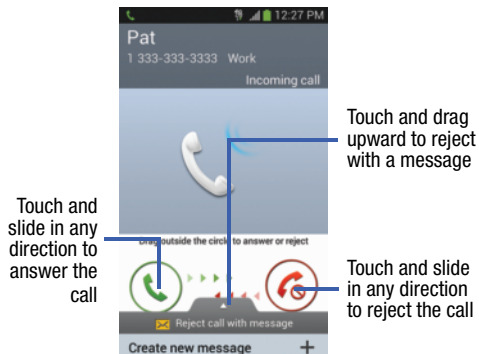 12:27 PM
Pat
1 333-333-3333 Work
Incoming call
Touch and drag
upward to reject
with a message
Touch and
slide in any
direction to
answer the
call
Drag outside the circle to answer or reject
Touch and slide
in any direction
to reject the call
Reject call with message
Create new message +